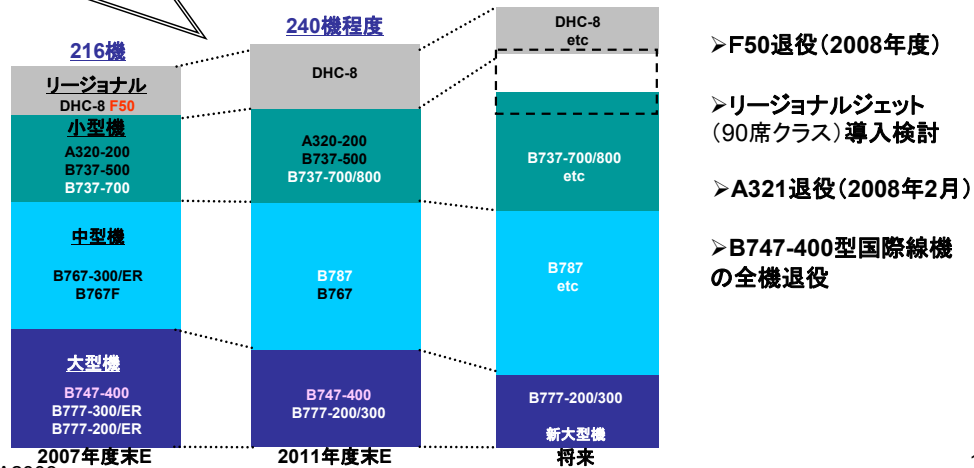 216機
リージョナル
DHC-8 F50
小型機
A320-200
B737-500
B737-700
中型機
B767-300/ER
B767F
大型機
B747-400
B777-300/ER
B777-200/ER
2007年度末E
240機程度
DHC-8
A320-200
B737-500
B737-700/800
B787
B767
B747-400
B777-200/300
2011年度末E
DHC-8
etc
B737-700/800
etc
B787
etc
B777-200/300
新大型機
将来
➢F50退役(2008年度)
➢リージョナルジェット
(90席クラス)導入検討
➢A321退役(2008年2月)
➢B747-400型国際線機
の全機退役